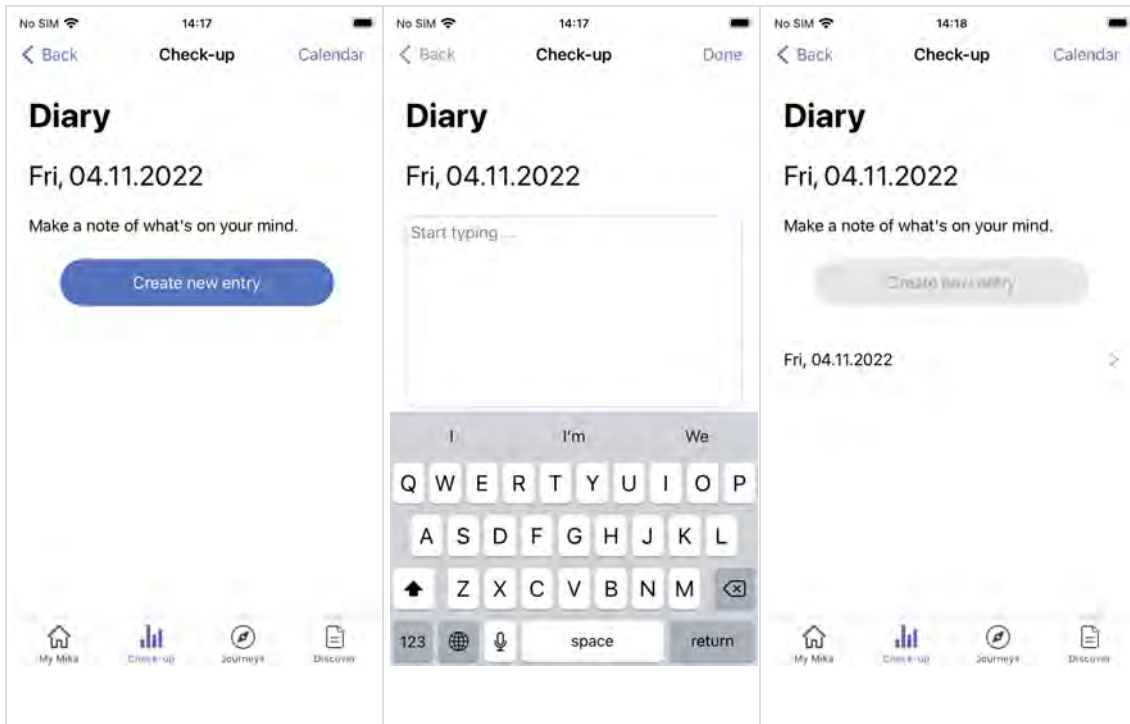 No SIM 14:17
Back Check-up Calendar
Diary
Fri, 04.11.2022
Make a note of what's on your mind.
Create new entry
My Mika Check-up Journeys Discover
No SIM 14:17
Back Check-up Done
Diary
Fri, 04.11.2022
Start typing ...
I I'm We
Q W E R T Y U I O P
A S D F G H J K L
Z X C V B N M
123 space return
No SIM 14:18
Back Check-up Calendar
Diary
Fri, 04.11.2022
Make a note of what's on your mind.
Create new entry
Fri, 04.11.2022
My Mika Check-up Journeys Discover